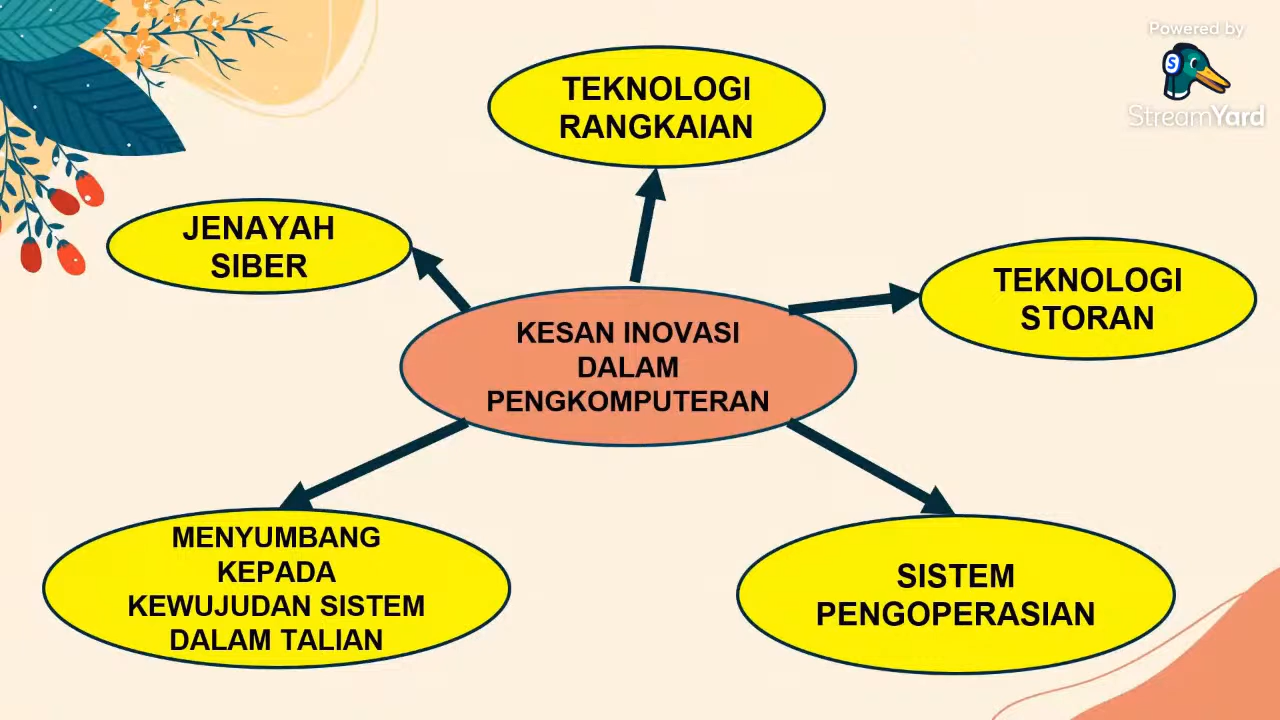 Powered by
S
StreamYard
TEKNOLOGI
RANGKAIAN
JENAYAH
SIBER
TEKNOLOGI
STORAN
KESAN INOVASI
DALAM
PENGKOMPUTERAN
MENYUMBANG
KEPADA
KEWUJUDAN SISTEM
DALAM TALIAN
SISTEM
PENGOPERASIAN